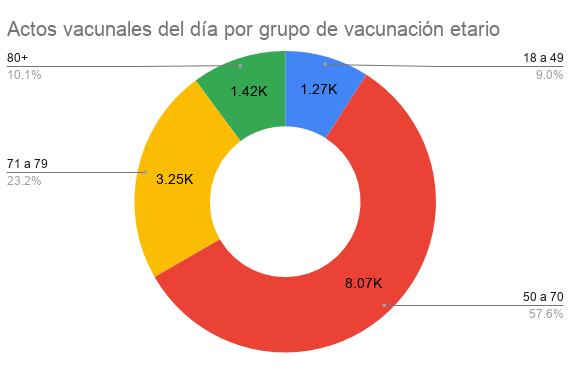 Actos vacunales del día por grupo de vacunación etario
80+
10.1%
18 a 49
9.0%
1.42K
1.27K
71 a 79
23.2%
3.25K
8.07K
50 a 70
57.6%